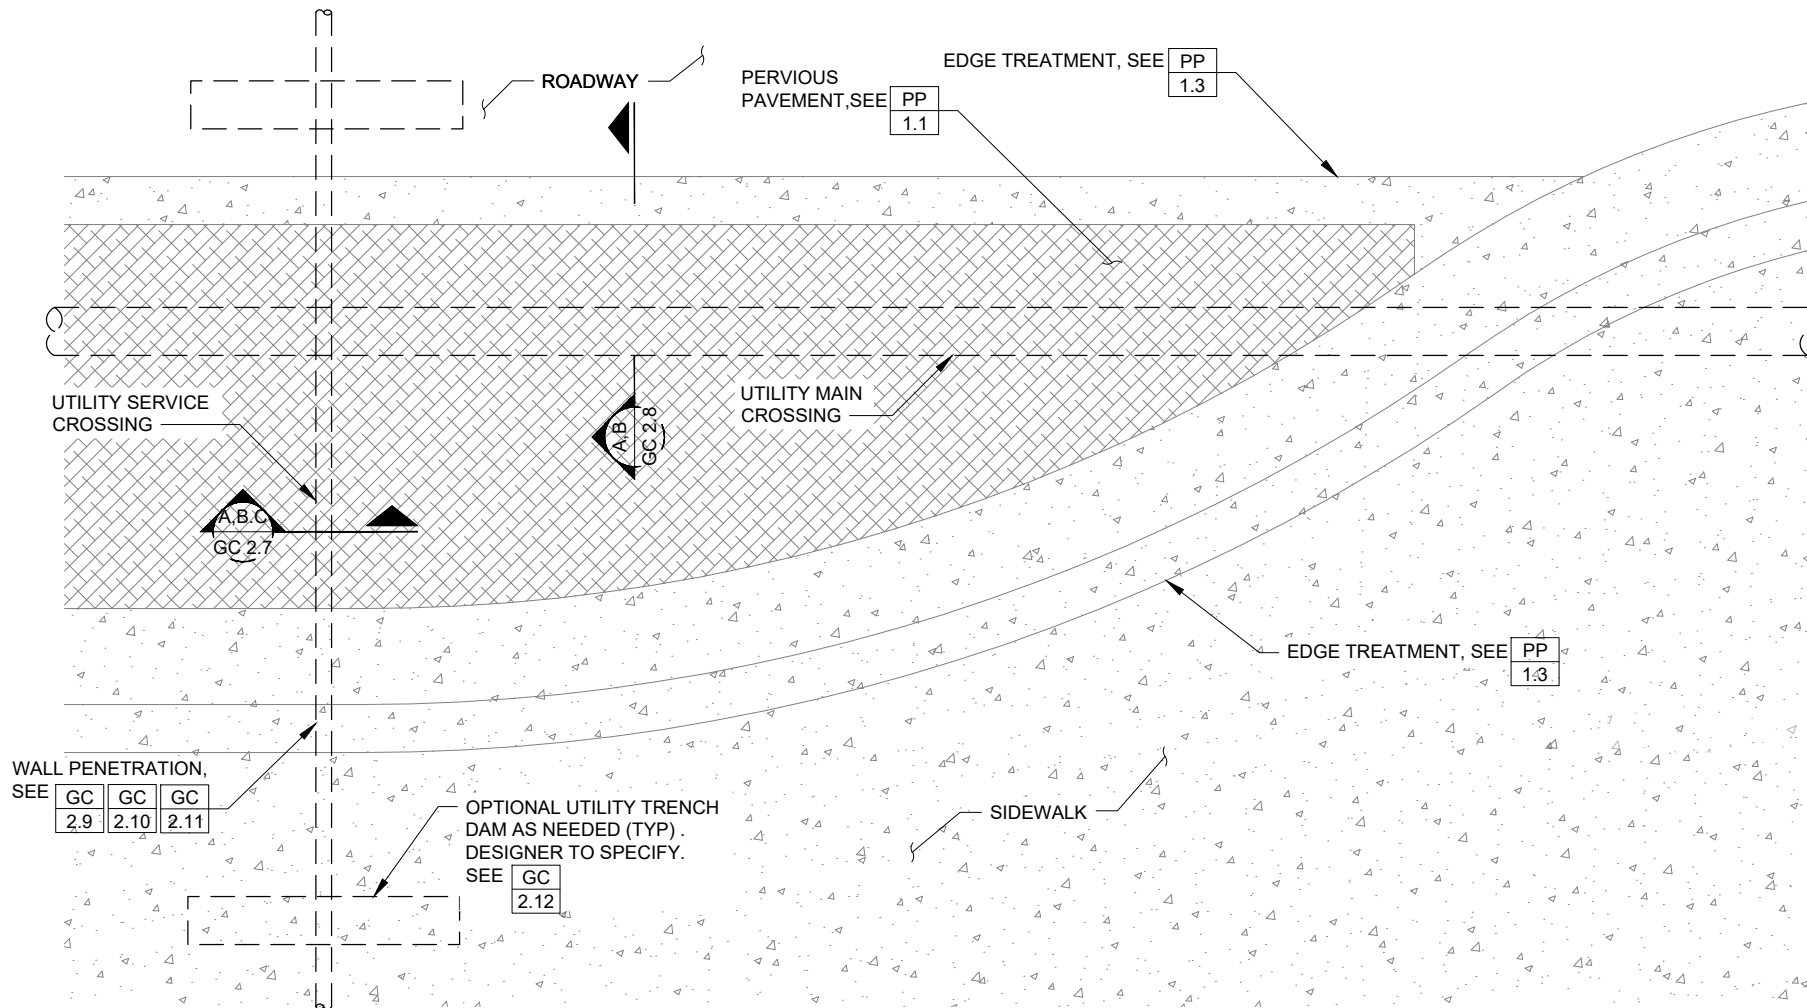 ROADWAY
EDGE TREATMENT, SEE PP
1.3
PERVIOUS
PAVEMENT,SEE PP
1.1
UTILITY SERVICE
CROSSING
A,B
GC 2.8
UTILITY MAIN
CROSSING
A,B.C
GC 2.7
EDGE TREATMENT, SEE PP
1.3
WALL PENETRATION,
SEE GC GC GC
2.9 2.10 2.11
OPTIONAL UTILITY TRENCH
DAM AS NEEDED (TYP) .
DESIGNER TO SPECIFY.
SEE GC
2.12
SIDEWALK